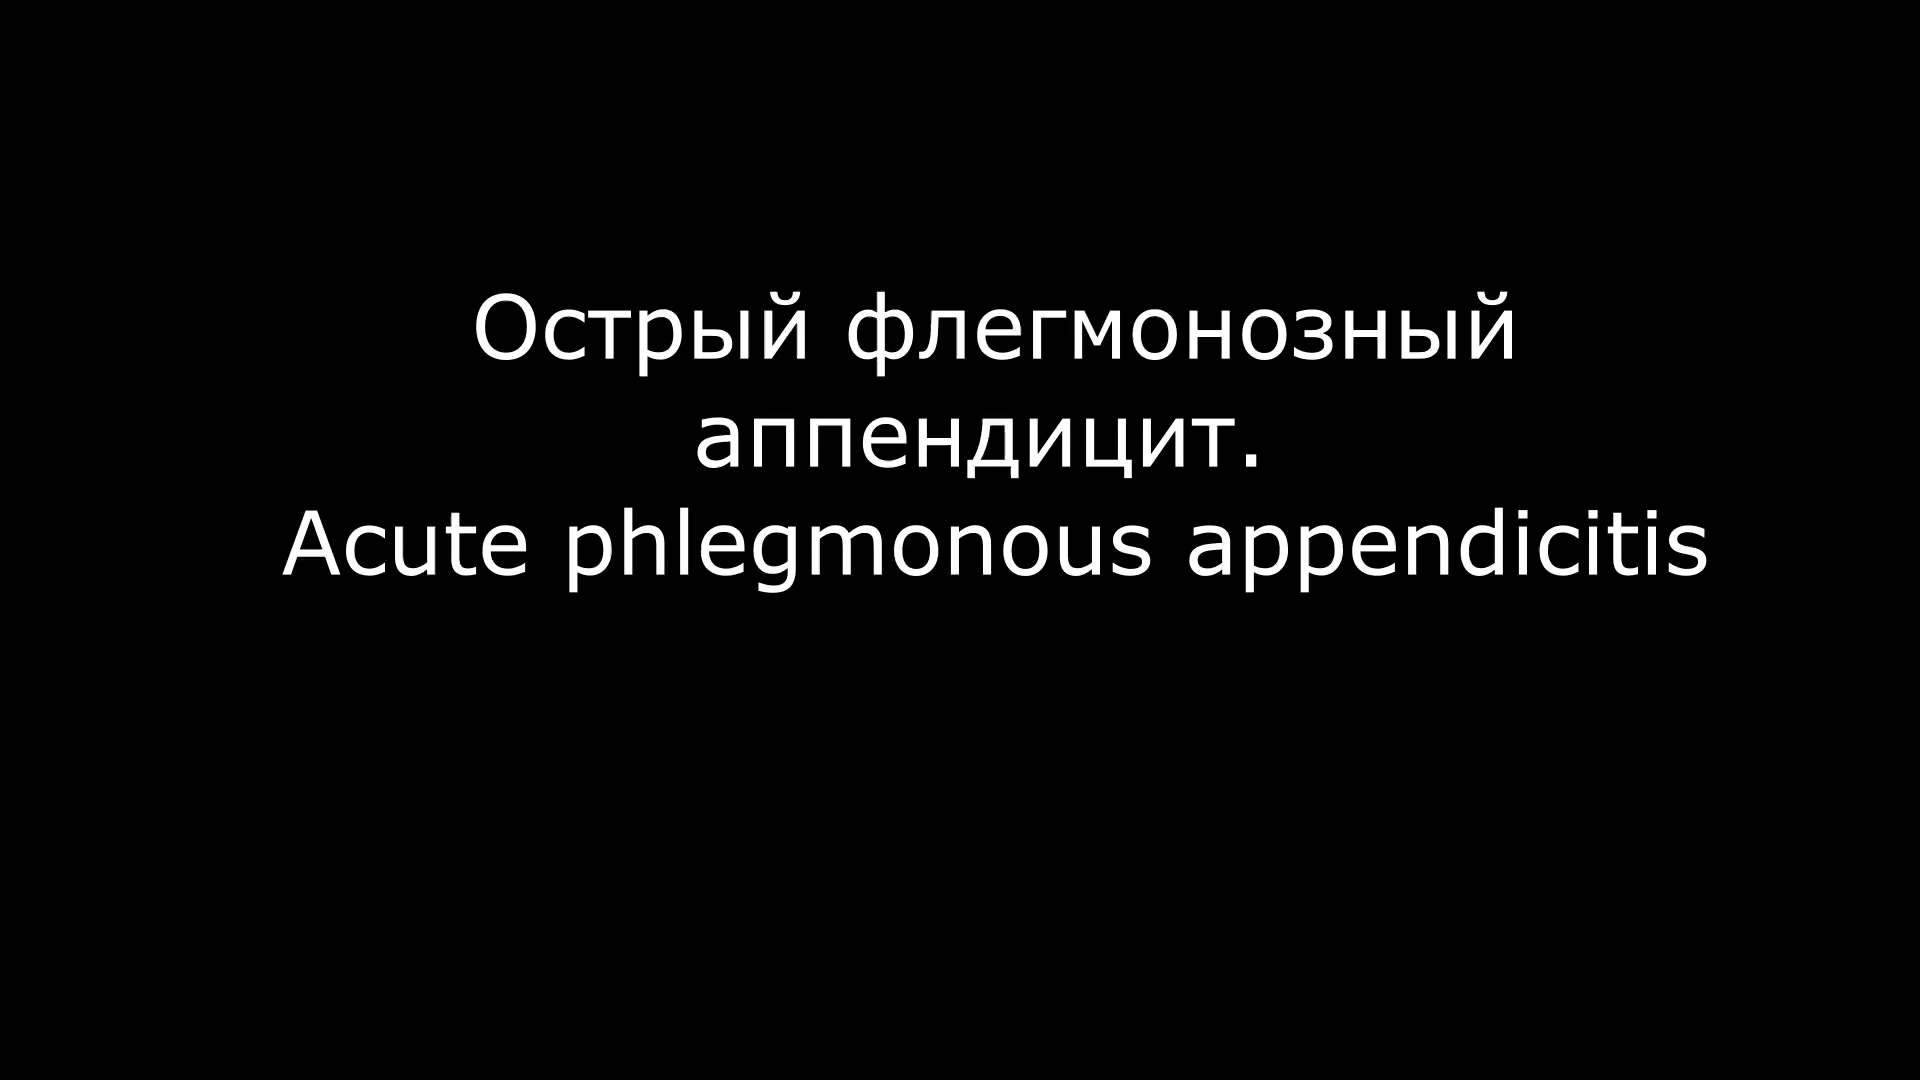 Острый флегмонозный
аппендицит.
Acute phlegmonous appendicitis